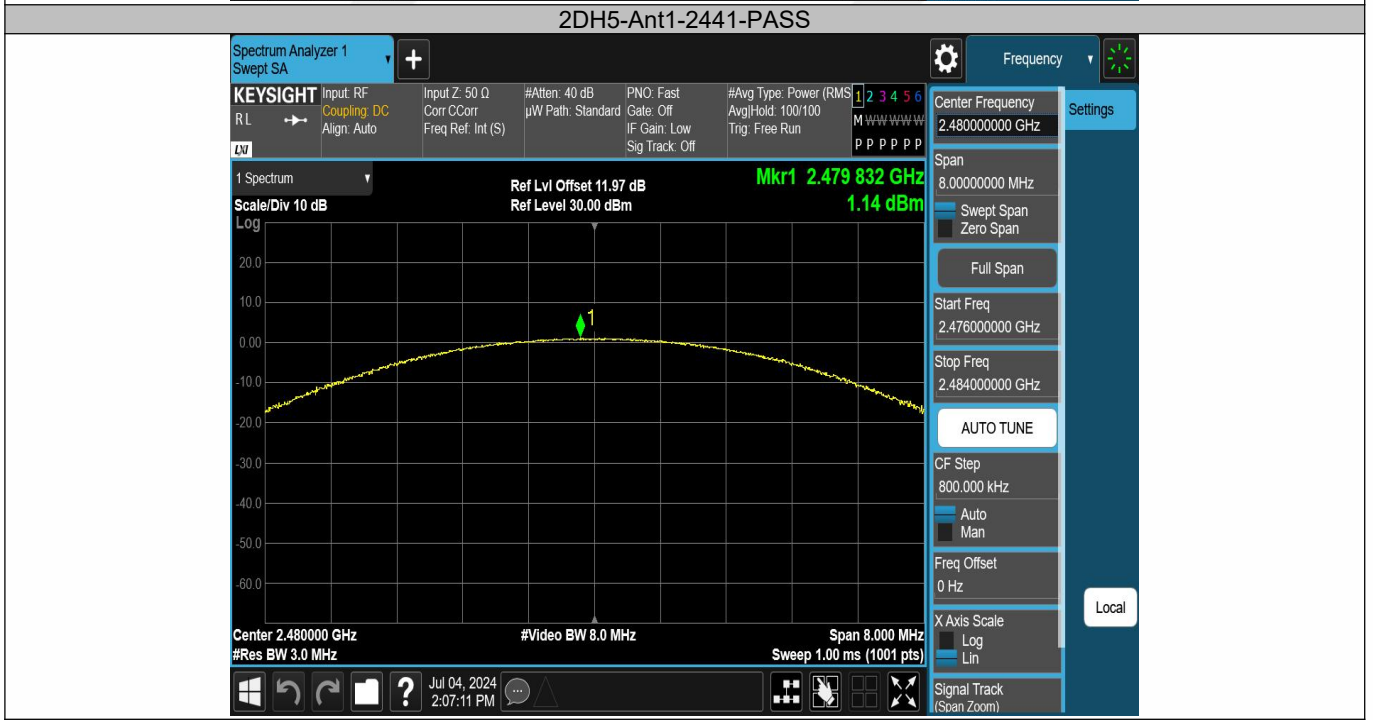 2DH5-Ant1-2441-PASS
Spectrum Analyzer 1
Swept SA
+
Frequency
KEYSIGHT
RL
LXI
Input: RF
Coupling: DC
Align: Auto
Input Z: 50 Ω
Corr CCorr
Freq Ref: Int (S)
#Atten: 40 dB
µW Path: Standard
PNO: Fast
Gate: Off
IF Gain: Low
Sig Track: Off
#Avg Type: Power (RMS
Avg|Hold: 100/100
Trig: Free Run
1 2 3 4 5 6
M W W W W W
P P P P P P
1 Spectrum
Scale/Div 10 dB
Ref Lvl Offset 11.97 dB
Ref Level 30.00 dBm
Mkr1 2.479 832 GHz
1.14 dBm
Log
20.0
10.0
0.00
-10.0
-20.0
-30.0
-40.0
-50.0
-60.0
1
Center 2.480000 GHz
#Res BW 3.0 MHz
#Video BW 8.0 MHz
Span 8.000 MHz
Sweep 1.00 ms (1001 pts)
Center Frequency
2.480000000 GHz
Settings
Span
8.00000000 MHz
Swept Span
Zero Span
Full Span
Start Freq
2.476000000 GHz
Stop Freq
2.484000000 GHz
AUTO TUNE
CF Step
800.000 kHz
Auto
Man
Freq Offset
0 Hz
X Axis Scale
Log
Lin
Local
Signal Track
(Span Zoom)
?
Jul 04, 2024
2:07:11 PM